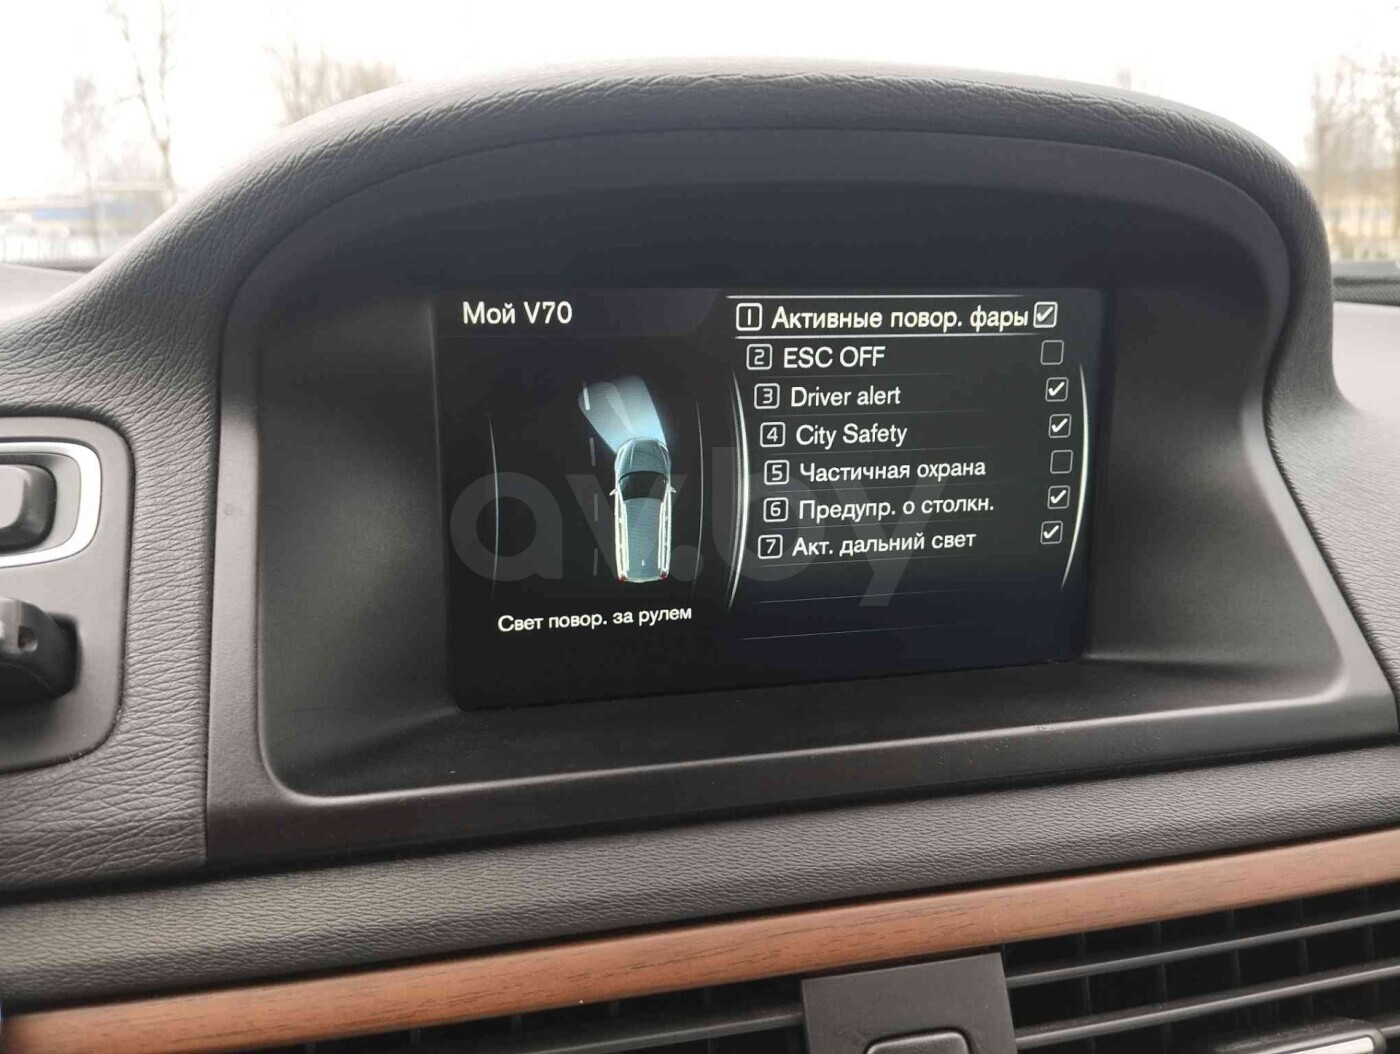 Мой V70
1 Активные повор. фары
2 ESC OFF
3 Driver alert
4 City Safety
5 Частичная охрана
6 Предупр. о столкн.
7 Акт. дальний свет
Свет повор. за рулем
av.by